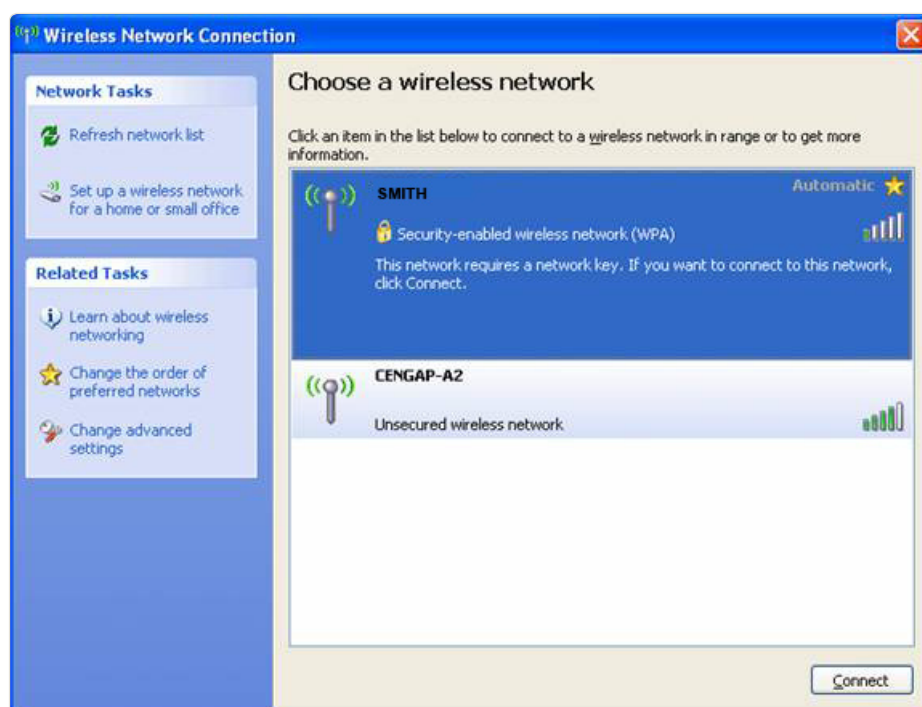 Wireless Network Connection
Network Tasks
Refresh network list
Set up a wireless network
for a home or small office
Related Tasks
Learn about wireless
networking
Change the order of
preferred networks
Change advanced
settings
Choose a wireless network
Click an item in the list below to connect to a wireless network in range or to get more
information.
SMITH
Automatic
Security-enabled wireless network (WPA)
This network requires a network key. If you want to connect to this network,
click Connect.
CENGAP-A2
Unsecured wireless network
Connect